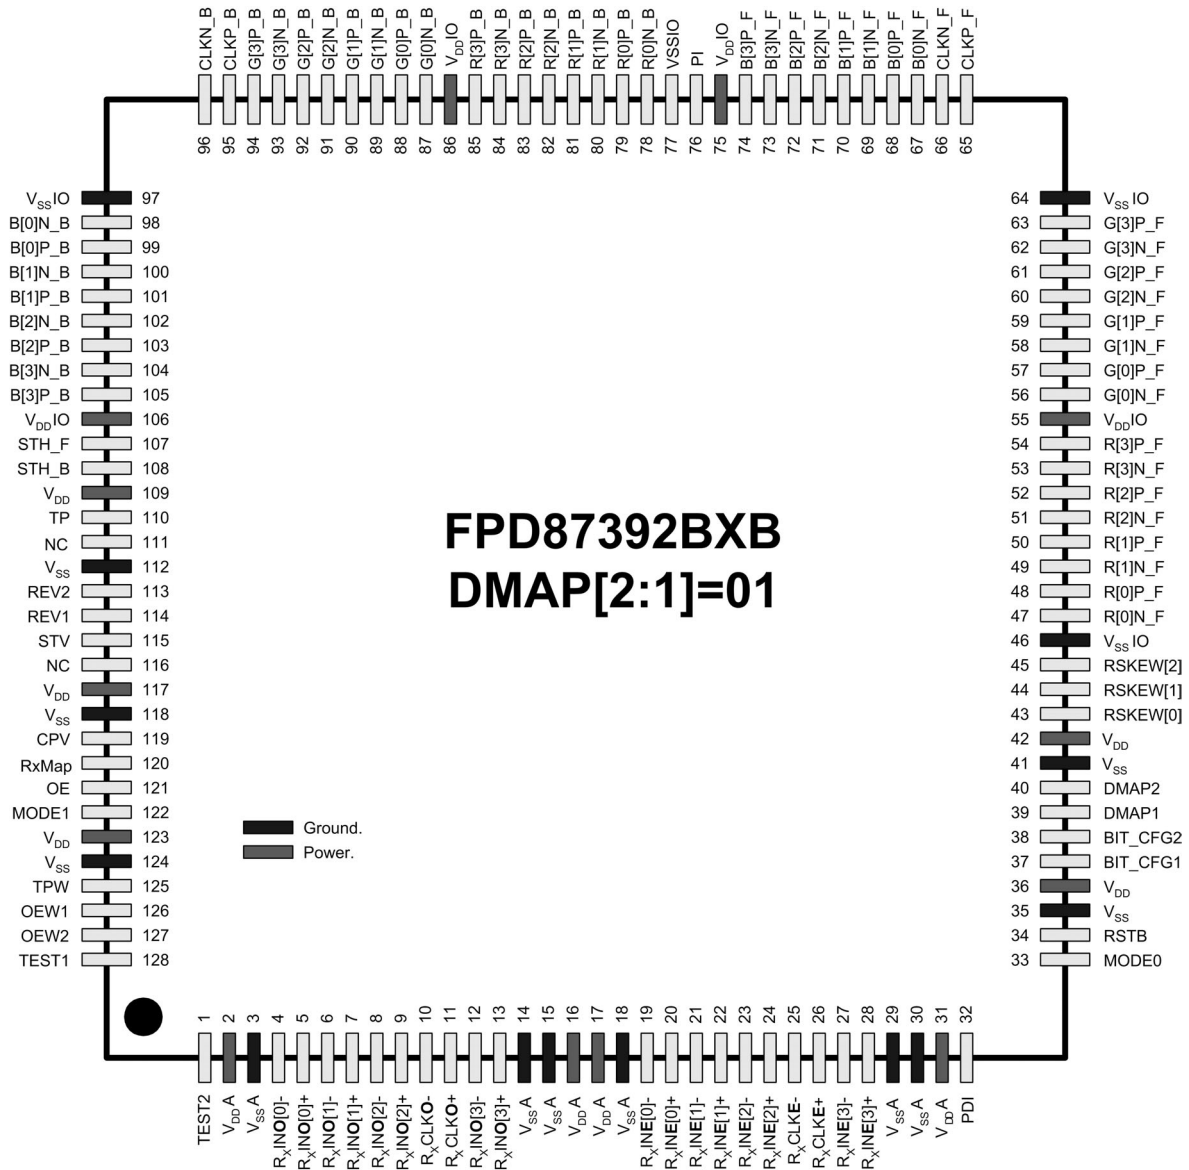 CLKN_B
CLKP_B
G[3]P_B
G[3]N_B
G[2]P_B
G[2]N_B
G[1]P_B
G[1]N_B
G[0]P_B
G[0]N_B
VDDIO
R[3]P_B
R[3]N_B
R[2]P_B
R[2]N_B
R[1]P_B
R[1]N_B
R[0]P_B
R[0]N_B
VSSIO
PI
VDDIO
B[3]P_F
B[3]N_F
B[2]P_F
B[2]N_F
B[1]P_F
B[1]N_F
B[0]P_F
B[0]N_F
CLKN_F
CLKP_F
96
95
94
93
92
91
90
89
88
87
86
85
84
83
82
81
80
79
78
77
76
75
74
73
72
71
70
69
68
67
66
65
VSSIO 97
B[0]N_B 98
B[0]P_B 99
B[1]N_B 100
B[1]P_B 101
B[2]N_B 102
B[2]P_B 103
B[3]N_B 104
B[3]P_B 105
VDDIO 106
STH_F 107
STH_B 108
VDD 109
TP 110
NC 111
VSS 112
REV2 113
REV1 114
STV 115
NC 116
VDD 117
VSS 118
CPV 119
RxMap 120
OE 121
MODE1 122
VDD 123
VSS 124
TPW 125
OEW1 126
OEW2 127
TEST1 128
FPD87392BXB
DMAP[2:1]=01
Ground.
Power.
64 VSSIO
63 G[3]P_F
62 G[3]N_F
61 G[2]P_F
60 G[2]N_F
59 G[1]P_F
58 G[1]N_F
57 G[0]P_F
56 G[0]N_F
55 VDDIO
54 R[3]P_F
53 R[3]N_F
52 R[2]P_F
51 R[2]N_F
50 R[1]P_F
49 R[1]N_F
48 R[0]P_F
47 R[0]N_F
46 VSSIO
45 RSKEW[2]
44 RSKEW[1]
43 RSKEW[0]
42 VDD
41 VSS
40 DMAP2
39 DMAP1
38 BIT_CFG2
37 BIT_CFG1
36 VDD
35 VSS
34 RSTB
33 MODE0
1
2
3
4
5
6
7
8
9
10
11
12
13
14
15
16
17
18
19
20
21
22
23
24
25
26
27
28
29
30
31
32
TEST2
VDDA
VSSA
RXINO[0]-
RXINO[0]+
RXINO[1]-
RXINO[1]+
RXINO[2]-
RXINO[2]+
RXCLKO-
RXCLKO+
RXINO[3]-
RXINO[3]+
VSSA
VSSA
VDDA
VDDA
VSSA
RXINE[0]-
RXINE[0]+
RXINE[1]-
RXINE[1]+
RXINE[2]-
RXINE[2]+
RXCLKE-
RXCLKE+
RXINE[3]-
RXINE[3]+
VSSA
VSSA
VDDA
PDI